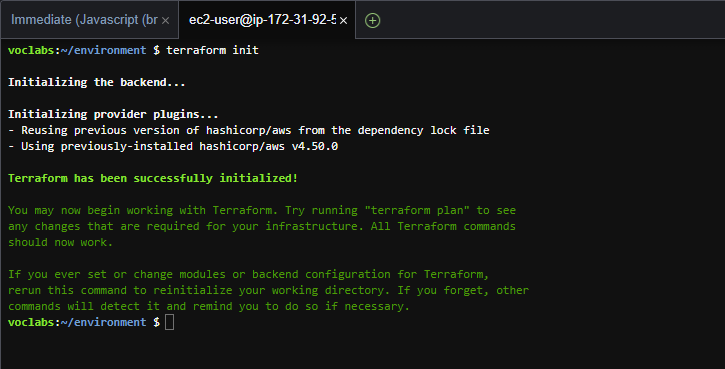 Immediate (Javascript (br ×
ec2-user@ip-172-31-92-5 ×
voclabs:~/environment $ terraform init
Initializing the backend...
Initializing provider plugins...
- Reusing previous version of hashicorp/aws from the dependency lock file
- Using previously-installed hashicorp/aws v4.50.0
Terraform has been successfully initialized!
You may now begin working with Terraform. Try running "terraform plan" to see
any changes that are required for your infrastructure. All Terraform commands
should now work.
If you ever set or change modules or backend configuration for Terraform,
rerun this command to reinitialize your working directory. If you forget, other
commands will detect it and remind you to do so if necessary.
voclabs:~/environment $